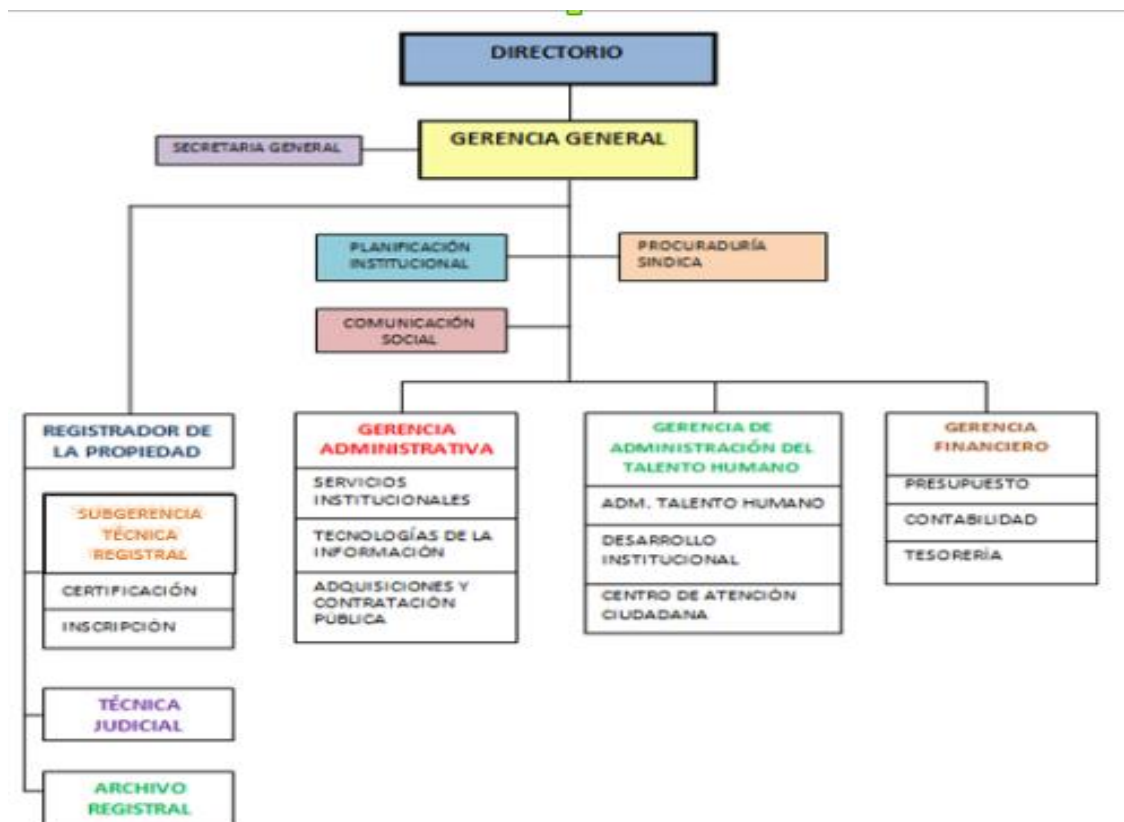 DIRECTORIO
GERENCIA GENERAL
SECRETARIA GENERAL
PLANIFICACIÓN
INSTITUCIONAL
PROCURADURÍA
SINDICA
COMUNICACIÓN
SOCIAL
REGISTRADOR DE
LA PROPIEDAD
SUBGERENCIA
TÉCNICA
REGISTRAL
CERTIFICACIÓN
INSCRIPCIÓN
TÉCNICA
JUDICIAL
ARCHIVO
REGISTRAL
GERENCIA
ADMINISTRATIVA
SERVICIOS
INSTITUCIONALES
TECNOLOGÍAS DE LA
INFORMACIÓN
ADQUISICIONES Y
CONTRATACIÓN
PÚBLICA
GERENCIA DE
ADMINISTRACIÓN DEL
TALENTO HUMANO
ADM. TALENTO HUMANO
DESARROLLO
INSTITUCIONAL
CENTRO DE ATENCIÓN
CIUDADANA
GERENCIA
FINANCIERO
PRESUPUESTO
CONTABILIDAD
TESORERÍA